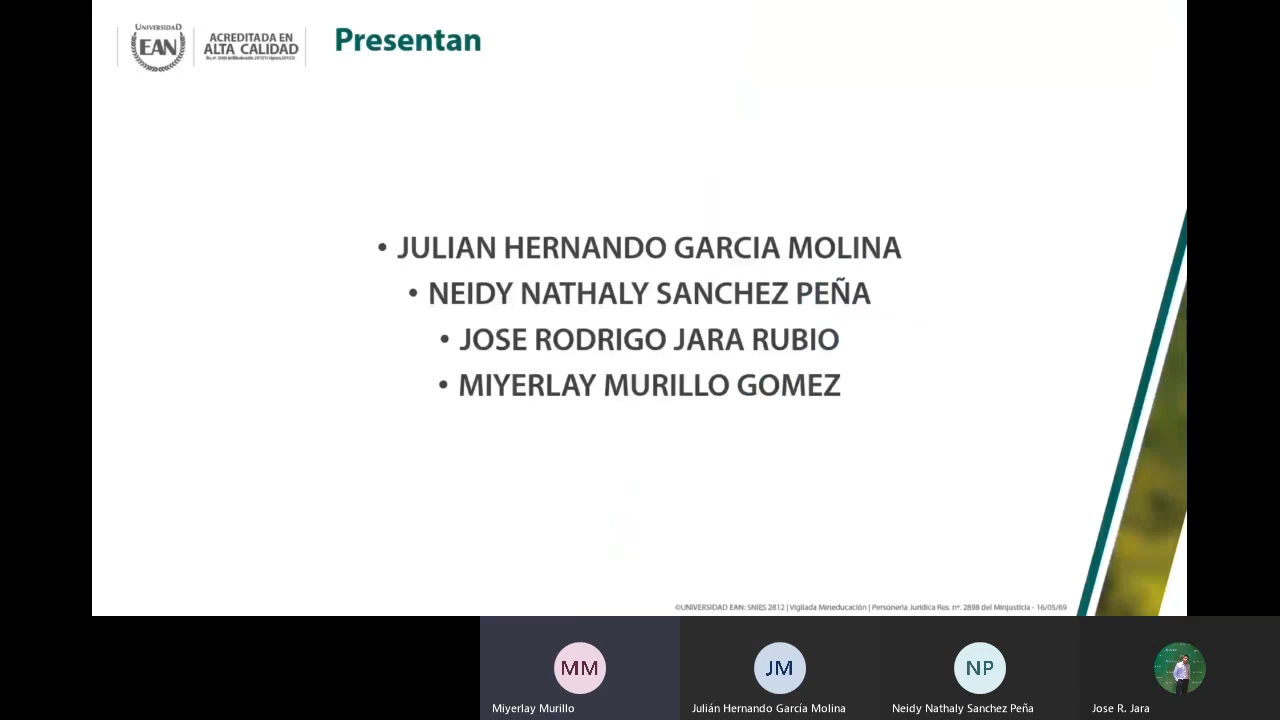 UNIVERSIDAD
EAN
ACREDITADA EN
ALTA CALIDAD
Presentan
• JULIAN HERNANDO GARCIA MOLINA
• NEIDY NATHALY SANCHEZ PEÑA
• JOSE RODRIGO JARA RUBIO
• MIYERLAY MURILLO GOMEZ
©UNIVERSIDAD EAN: SNIES 2812 | Vigilada Mineducación | Personería Jurídica Res. nº. 2898 del Minjusticia - 16/05/69
MM
JM
NP
Miyerlay Murillo
Julián Hernando García Molina
Neidy Nathaly Sanchez Peña
Jose R. Jara